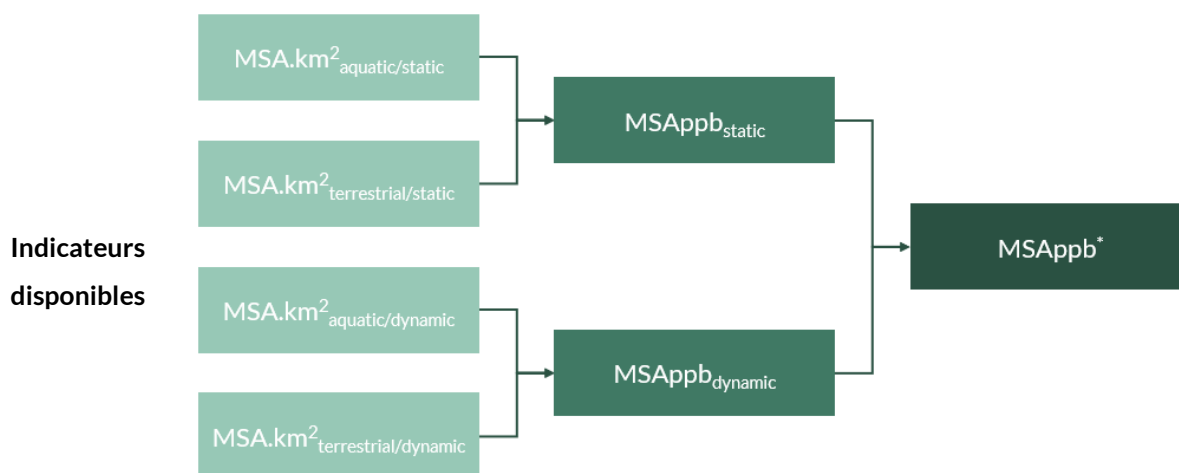 MSA.km²aquatic/static
MSA.km²terrestrial/static
Indicateurs
disponibles
MSA.km²aquatic/dynamic
MSA.km²terrestrial/dynamic
MSAppbstatic
MSAppbdynamic
MSAppb*